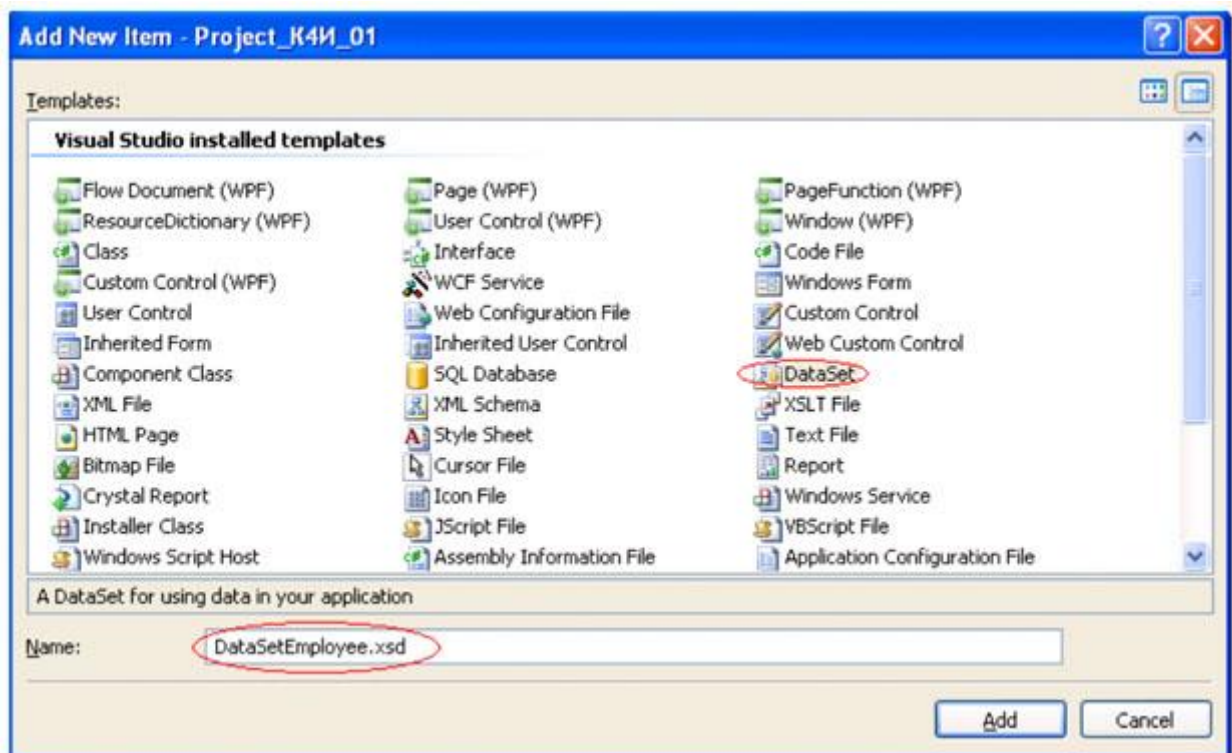 Add New Item - Project_К4И_01
Templates:
Visual Studio installed templates
Flow Document (WPF) Page (WPF) PageFunction (WPF)
ResourceDictionary (WPF) User Control (WPF) Window (WPF)
Class Interface Code File
Custom Control (WPF) WCF Service Windows Form
User Control Web Configuration File Custom Control
Inherited Form Inherited User Control Web Custom Control
Component Class SQL Database DataSet
XML File XML Schema XSLT File
HTML Page Style Sheet Text File
Bitmap File Cursor File Report
Crystal Report Icon File Windows Service
Installer Class JScript File VBScript File
Windows Script Host Assembly Information File Application Configuration File
A DataSet for using data in your application
Name: DataSetEmployee.xsd
Add Cancel